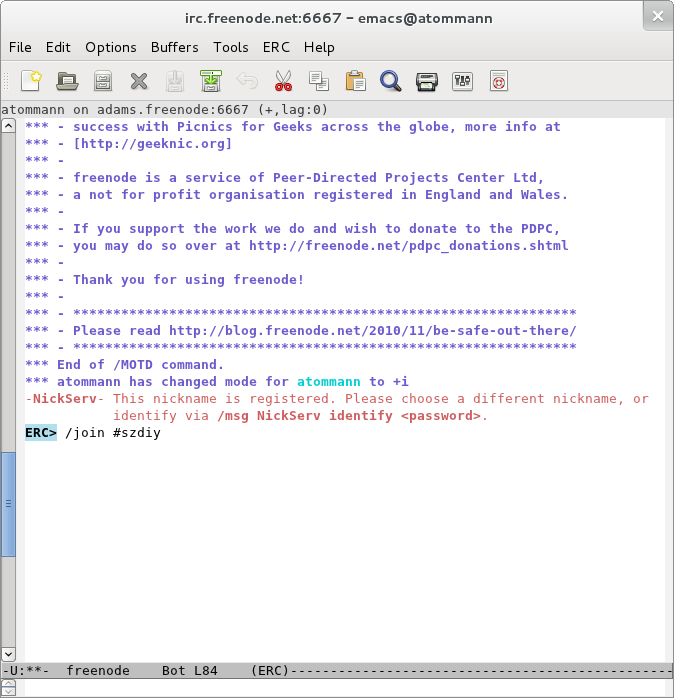 irc.freenode.net:6667 – emacs@atommann
File Edit Options Buffers Tools ERC Help
atommann on adams.freenode:6667 (+,lag:0)
*** - success with Picnics for Geeks across the globe, more info at
*** - [http://geeknic.org]
*** -
*** - freenode is a service of Peer-Directed Projects Center Ltd,
*** - a not for profit organisation registered in England and Wales.
*** -
*** - If you support the work we do and wish to donate to the PDPC,
*** - you may do so over at http://freenode.net/pdpc_donations.shtml
*** -
*** - Thank you for using freenode!
*** -
*** - ***************************************************************
*** - Please read http://blog.freenode.net/2010/11/be-safe-out-there/
*** - ***************************************************************
*** End of /MOTD command.
*** atommann has changed mode for atommann to +i
-NickServ- This nickname is registered. Please choose a different nickname, or
identify via /msg NickServ identify <password>.
ERC> /join #szdiy
-U:**- freenode Bot L84 (ERC)------------------------------------------------